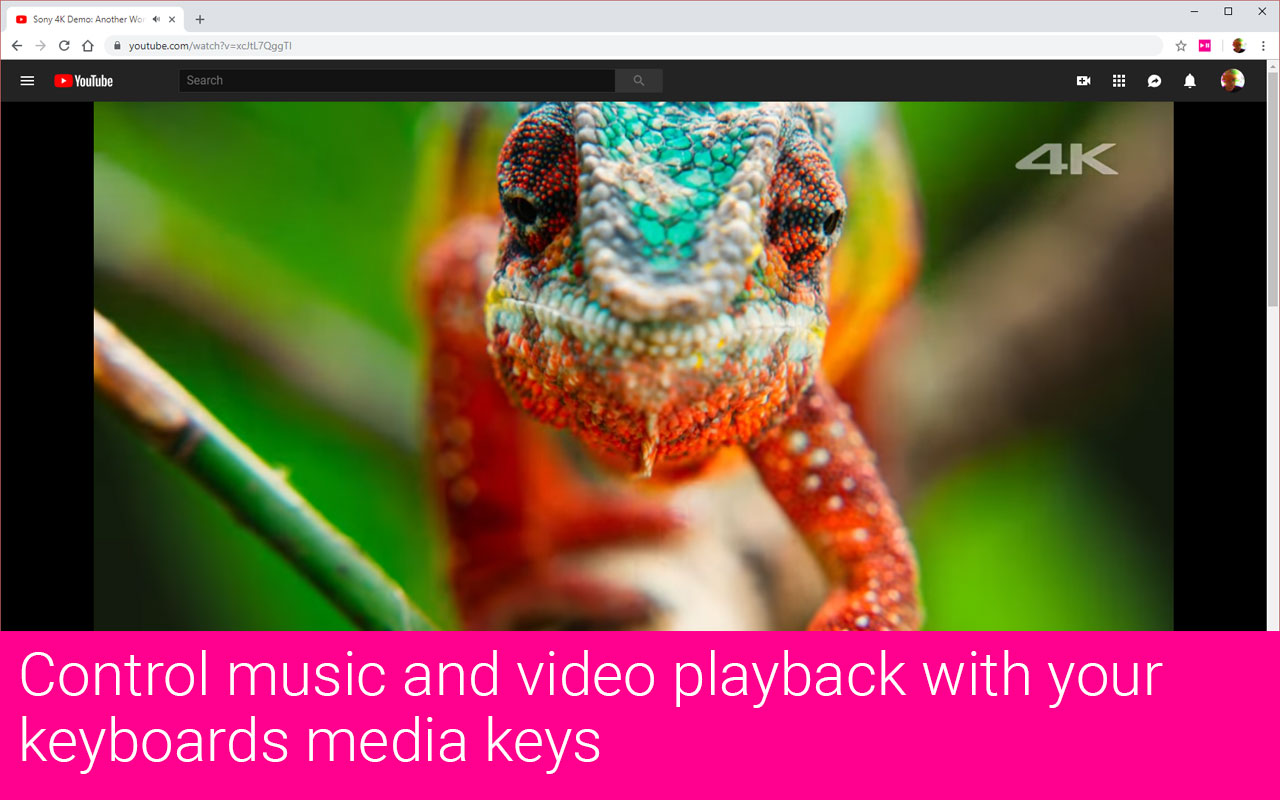 Sony 4K Demo: Another Wor
youtube.com/watch?v=xcJtL7QggTI
YouTube
Search
4K
Control music and video playback with your
keyboards media keys